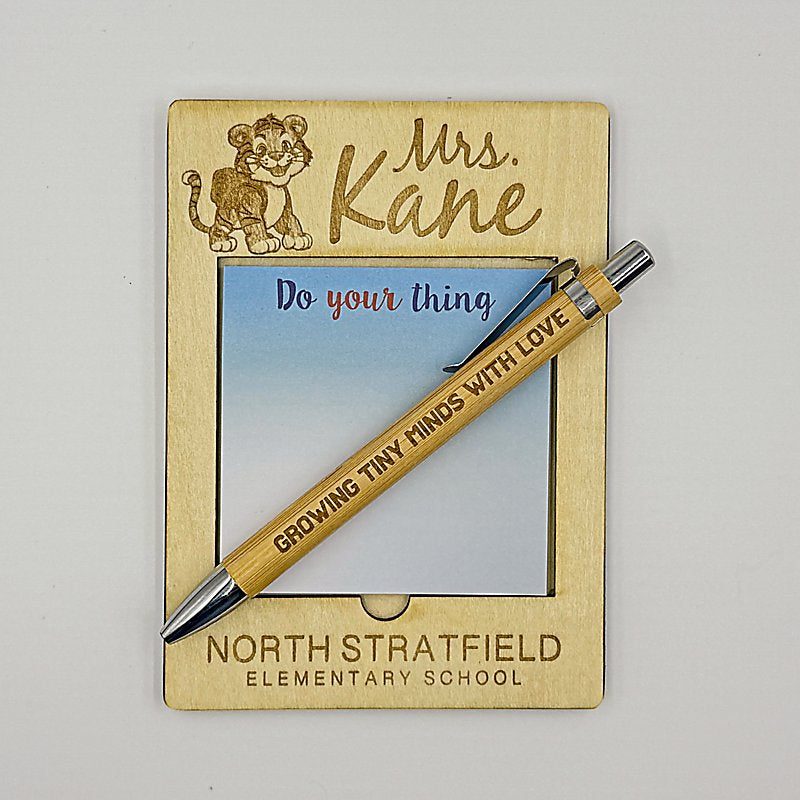 Mrs.
Kane
Do your thing
GROWING TINY MINDS WITH LOVE
NORTH STRATFIELD
ELEMENTARY SCHOOL